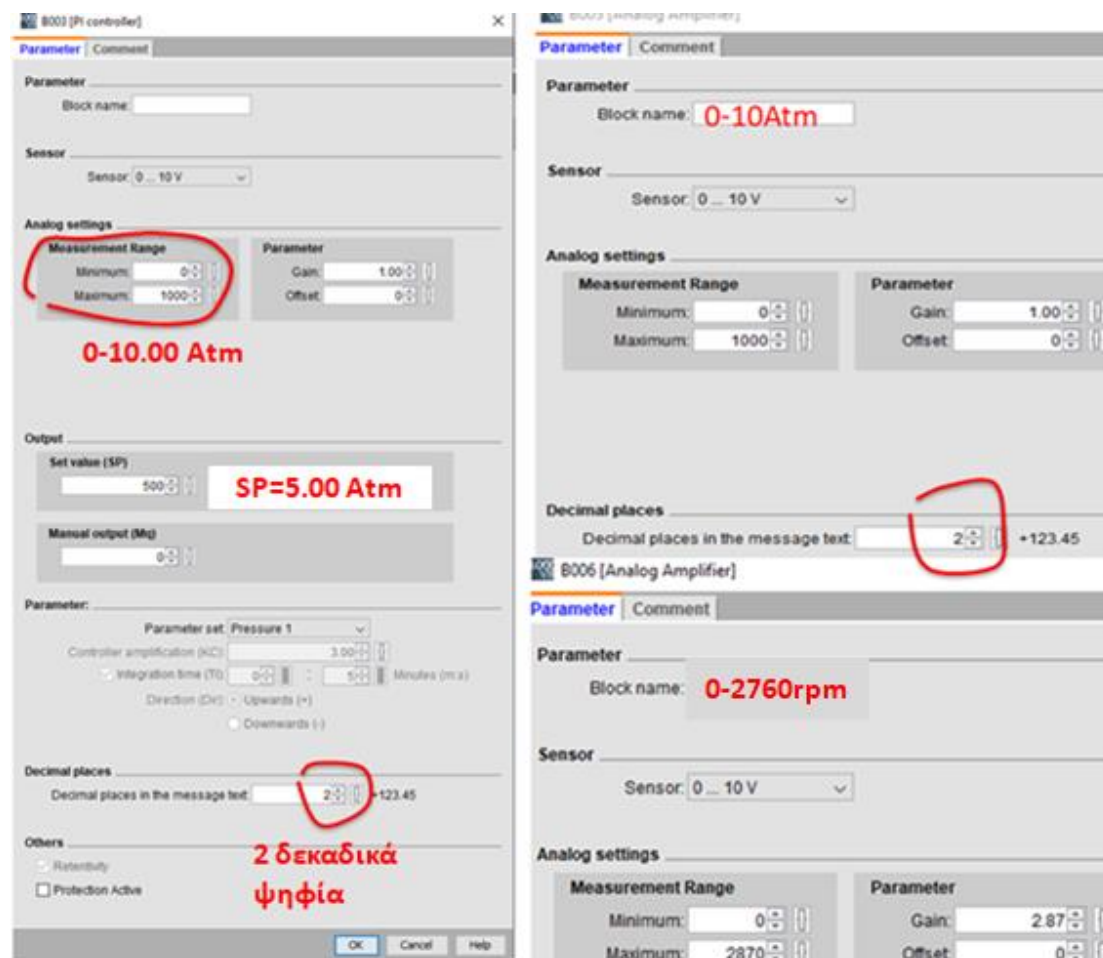 B003 [PI controller]
Parameter Comment
Parameter
Block name:
Sensor
Sensor: 0 ... 10 V
Analog settings
Measurement Range Parameter
Minimum: 0 Gain: 1.00
Maximum: 1000 Offset: 0
0-10.00 Atm
Output
Set value (SP)
500 SP=5.00 Atm
Manual output (Mq)
0
Parameter:
Parameter set: Pressure 1
Controller amplification (KC): 3.00
Integration time (TI): 0 : 5 Minutes (m:s)
Direction (Dir): Upwards (+)
Downwards (-)
Decimal places
Decimal places in the message text: 2 +123.45
Others
2 δεκαδικά
ψηφία
Retentivity
Protection Active
OK Cancel Help
B003 [Analog Amplifier]
Parameter Comment
Parameter
Block name: 0-10Atm
Sensor
Sensor: 0 ... 10 V
Analog settings
Measurement Range Parameter
Minimum: 0 Gain: 1.00
Maximum: 1000 Offset: 0
Decimal places
Decimal places in the message text: 2 +123.45
B006 [Analog Amplifier]
Parameter Comment
Parameter
Block name: 0-2760rpm
Sensor
Sensor: 0 ... 10 V
Analog settings
Measurement Range Parameter
Minimum: 0 Gain: 2.87
Maximum: 2870 Offset: 0